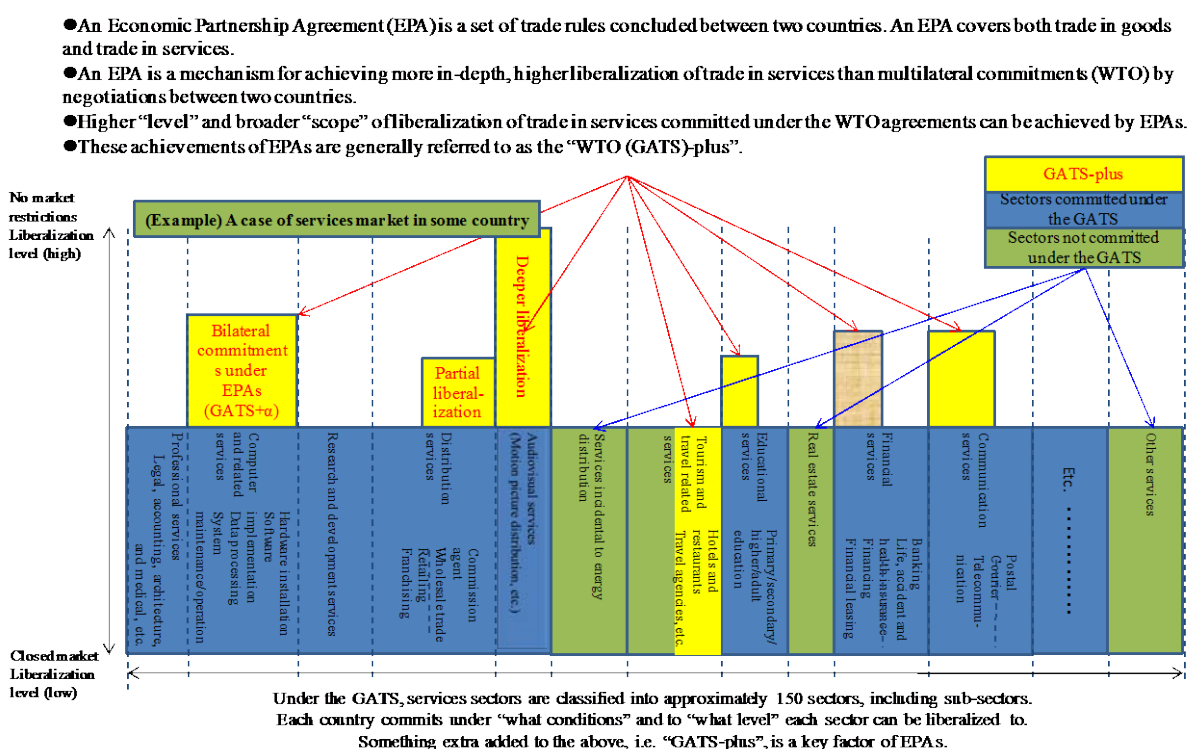 ●An Economic Partnership Agreement (EPA) is a set of trade rules concluded between two countries. An EPA covers both trade in goods
and trade in services.
●An EPA is a mechanism for achieving more in-depth, higher liberalization of trade in services than multilateral commitments (WTO) by
negotiations between two countries.
●Higher “level” and broader “scope” of liberalization of trade in services committed under the WTO agreements can be achieved by EPAs.
●These achievements of EPAs are generally referred to as the “WTO (GATS)-plus”.
No market
restrictions
Liberalization
level (high)
(Example) A case of services market in some country
GATS-plus
Sectors committed under
the GATS
Sectors not committed
under the GATS
Bilateral
commitment
s under
EPAs
(GATS+α)
Partial
liberal-
ization
Deeper liberalization
Professional services
Legal, accounting, architecture,
and medical, etc.
Computer
and related
services
Hardware installation
Software
implementation
Data processing
System
maintenance/operation
Research and development services
Distribution
services
Commission
agent
Wholesale trade
Retailing
Franchising
Audiovisual services
(Motion picture distribution, etc.)
Services incidental to energy
distribution
Tourism and
travel related
services
Hotels and
restaurants
Travel agencies, etc.
Educational
services
Primary/secondary/
higher/adult
education
Real estate services
Financial
services
Banking
Life, accident and
health insurance
Financing
Financial leasing
Communication
services
Postal
Courier
Telecommu-
nication
Etc. ..........
Other services
Closed market
Liberalization
level (low)
Under the GATS, services sectors are classified into approximately 150 sectors, including sub-sectors.
Each country commits under “what conditions” and to “what level” each sector can be liberalized to.
Something extra added to the above, i.e. “GATS-plus”, is a key factor of EPAs.